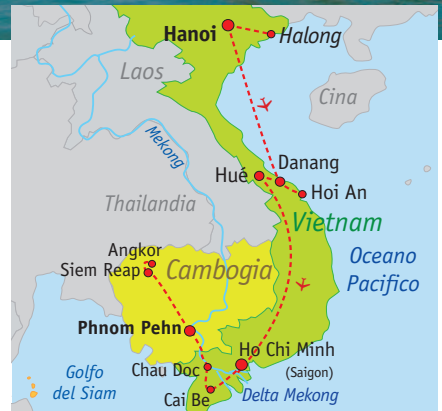 Hanoi
Halong
Laos
Cina
Mekong
Hué
Danang
Hoi An
Thailandia
Vietnam
Angkor
Siem Reap
Cambogia
Oceano
Pacifico
Phnom Pehn
Golfo
del Siam
Chau Doc
Ho Chi Minh
(Saigon)
Cai Be
Delta Mekong